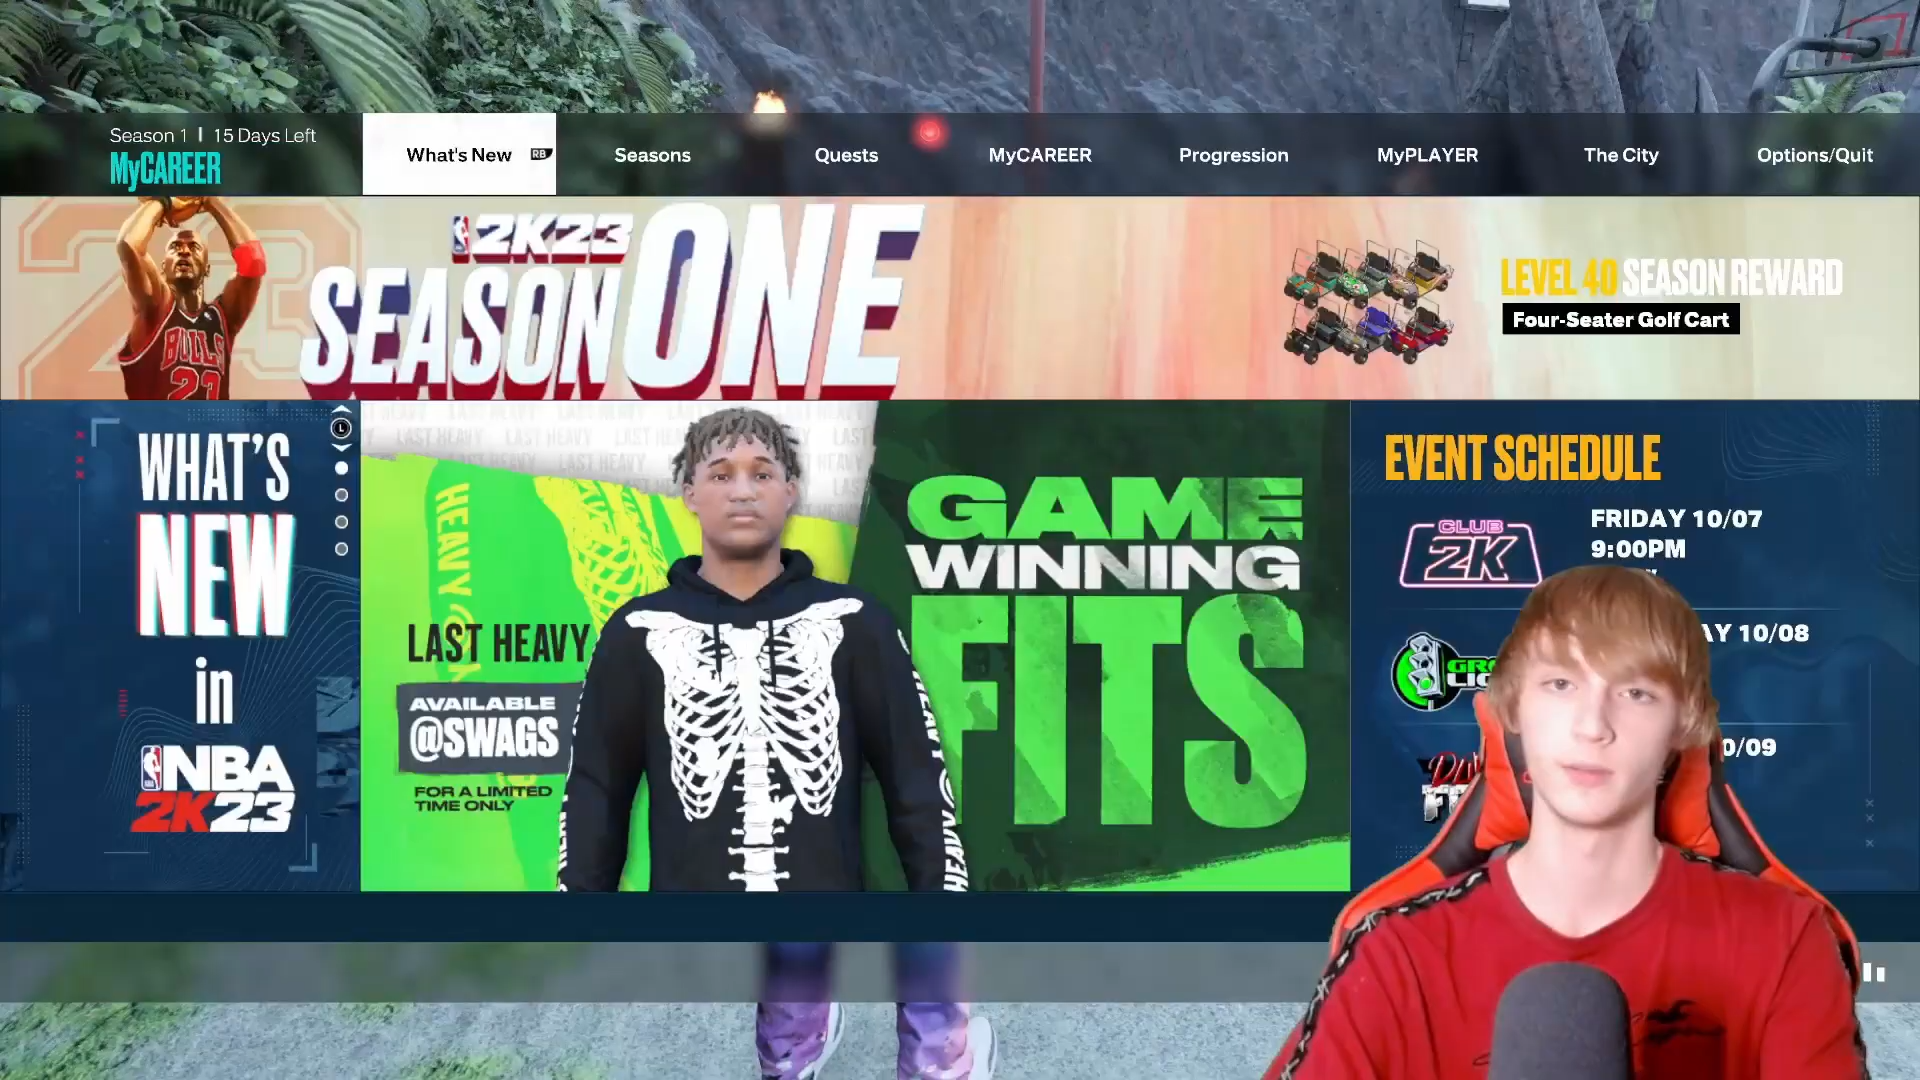 Season 1 | 15 Days Left
MyCAREER
What's New
RB
Seasons
Quests
MyCAREER
Progression
MyPLAYER
The City
Options/Quit
2K23
SEASON ONE
BULLS
23
LEVEL 40 SEASON REWARD
Four-Seater Golf Cart
WHAT'S
NEW
in
NBA
2K23
L
LAST HEAVY
AVAILABLE
@SWAGS
FOR A LIMITED
TIME ONLY
HEAVY
GAME
WINNING
FITS
EVENT SCHEDULE
CLUB
2K
FRIDAY 10/07
9:00PM
AY 10/08
0/09